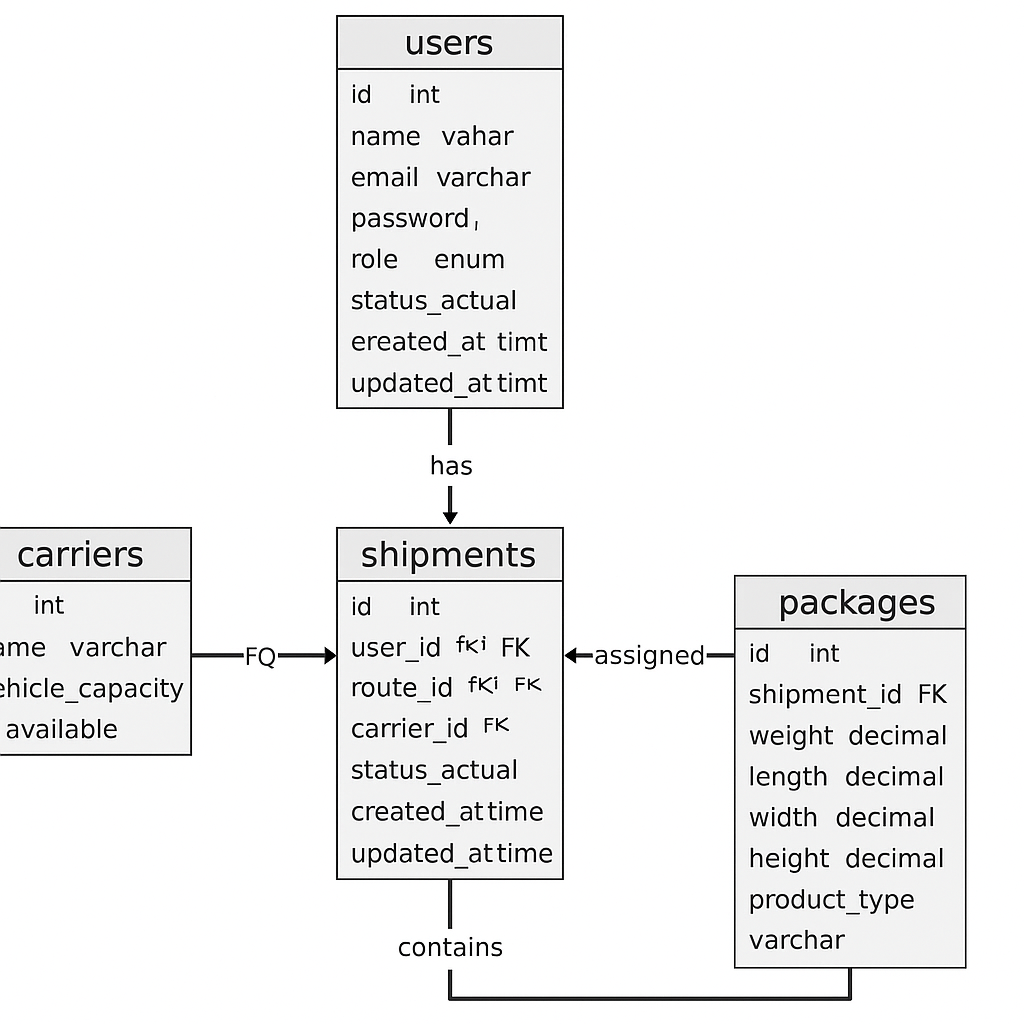 users
id int
name vahar
email varchar
password,
role enum
status_actual
ereated_at timt
updated_at timt
has
carriers
int
ame varchar
ehicle_capacity
available
FQ
shipments
id int
user_id fki FK
route_id fKi FK
carrier_id FK
status_actual
created_at time
updated_at time
assigned
packages
id int
shipment_id FK
weight decimal
length decimal
width decimal
height decimal
product_type
varchar
contains